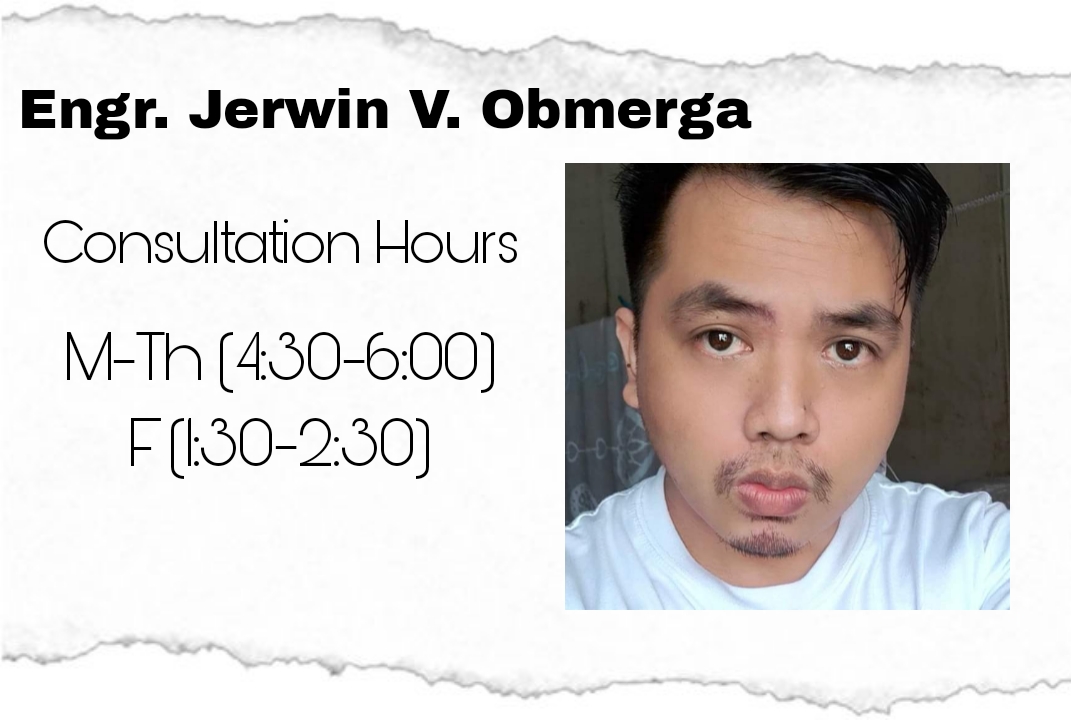 Engr. Jerwin V. Obmerga
Consultation Hours
M-Th (4:30-6:00)
F (1:30-2:30)